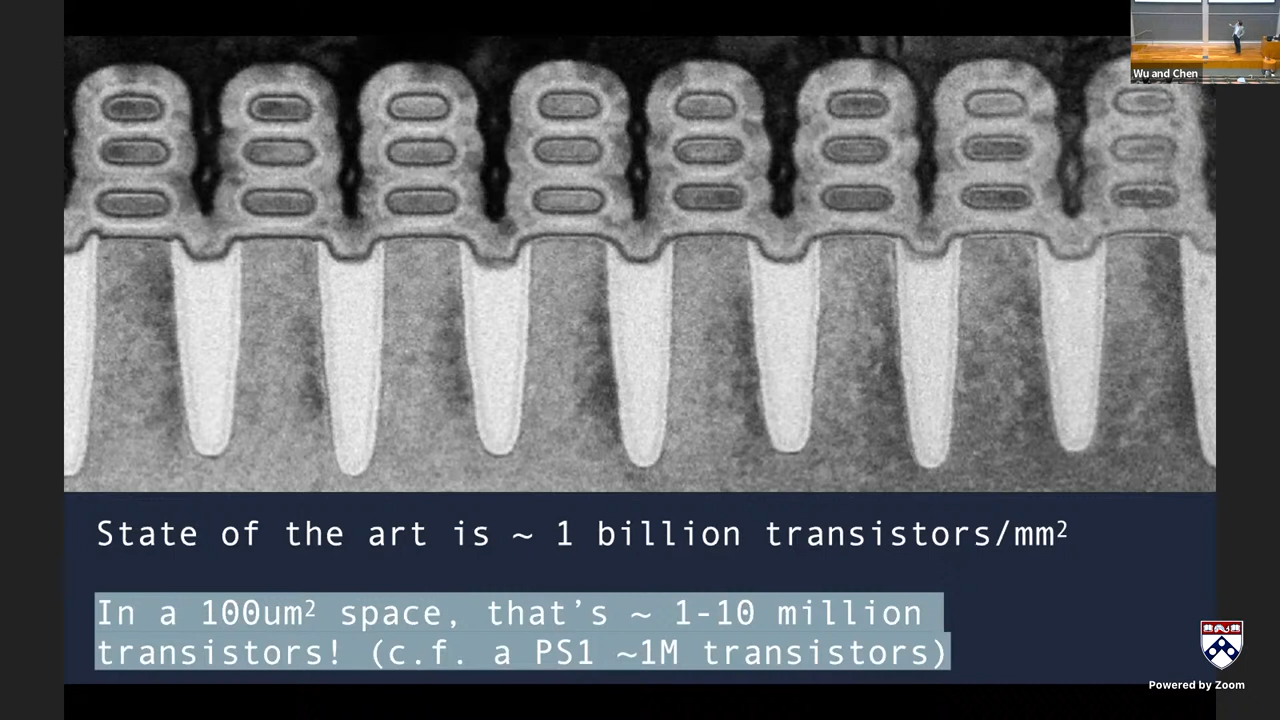 Wu and Chen
State of the art is ~ 1 billion transistors/mm²
In a 100um² space, that’s ~ 1-10 million
transistors! (c.f. a PS1 ~1M transistors)
Powered by Zoom